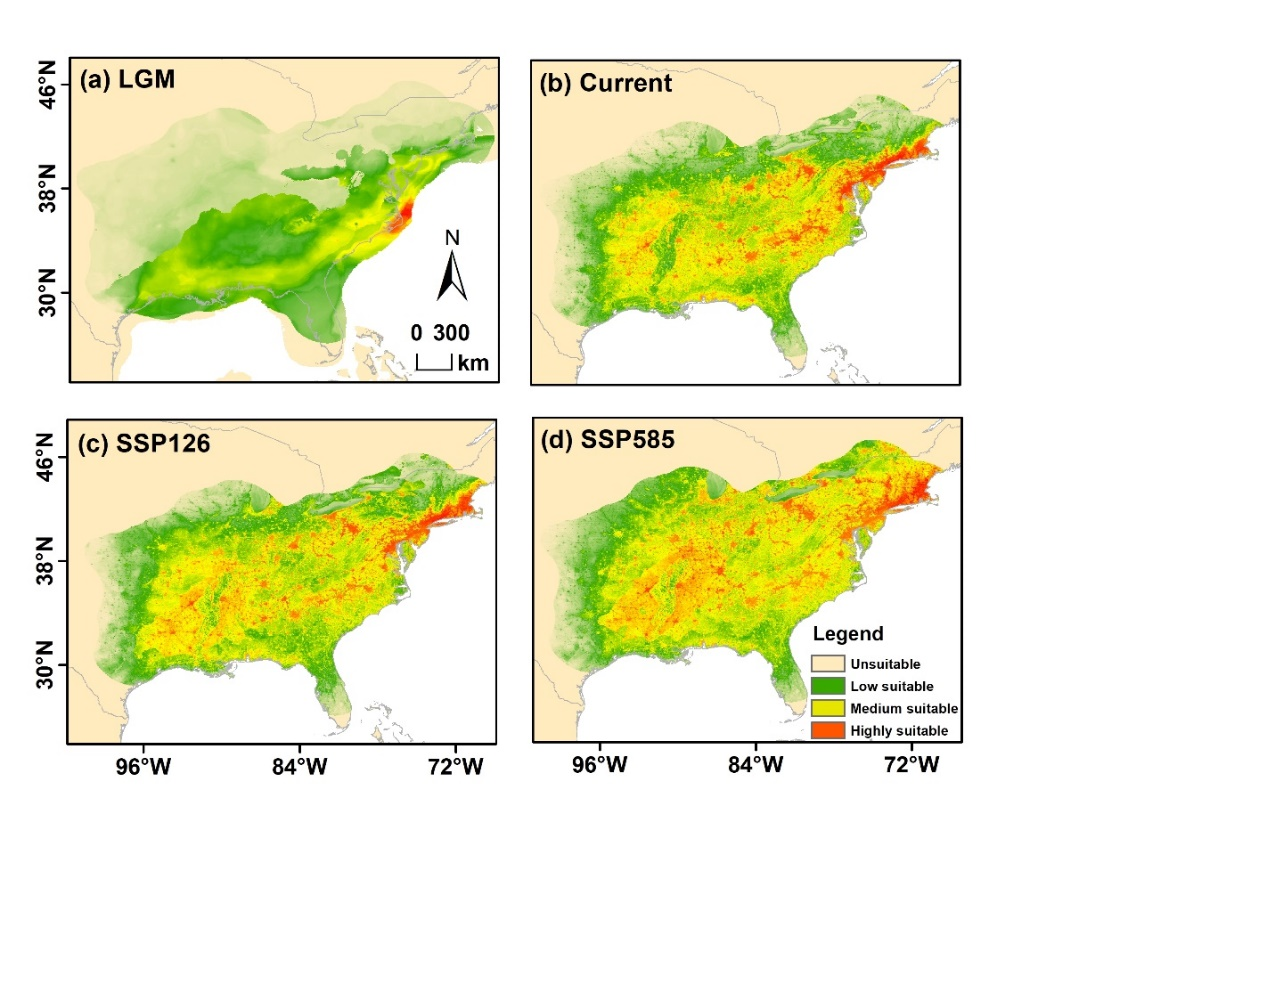 (a) LGM
46°N
38°N
30°N
N
0 300
km
(b) Current
(c) SSP126
46°N
38°N
30°N
96°W
84°W
72°W
(d) SSP585
Legend
Unsuitable
Low suitable
Medium suitable
Highly suitable
96°W
84°W
72°W